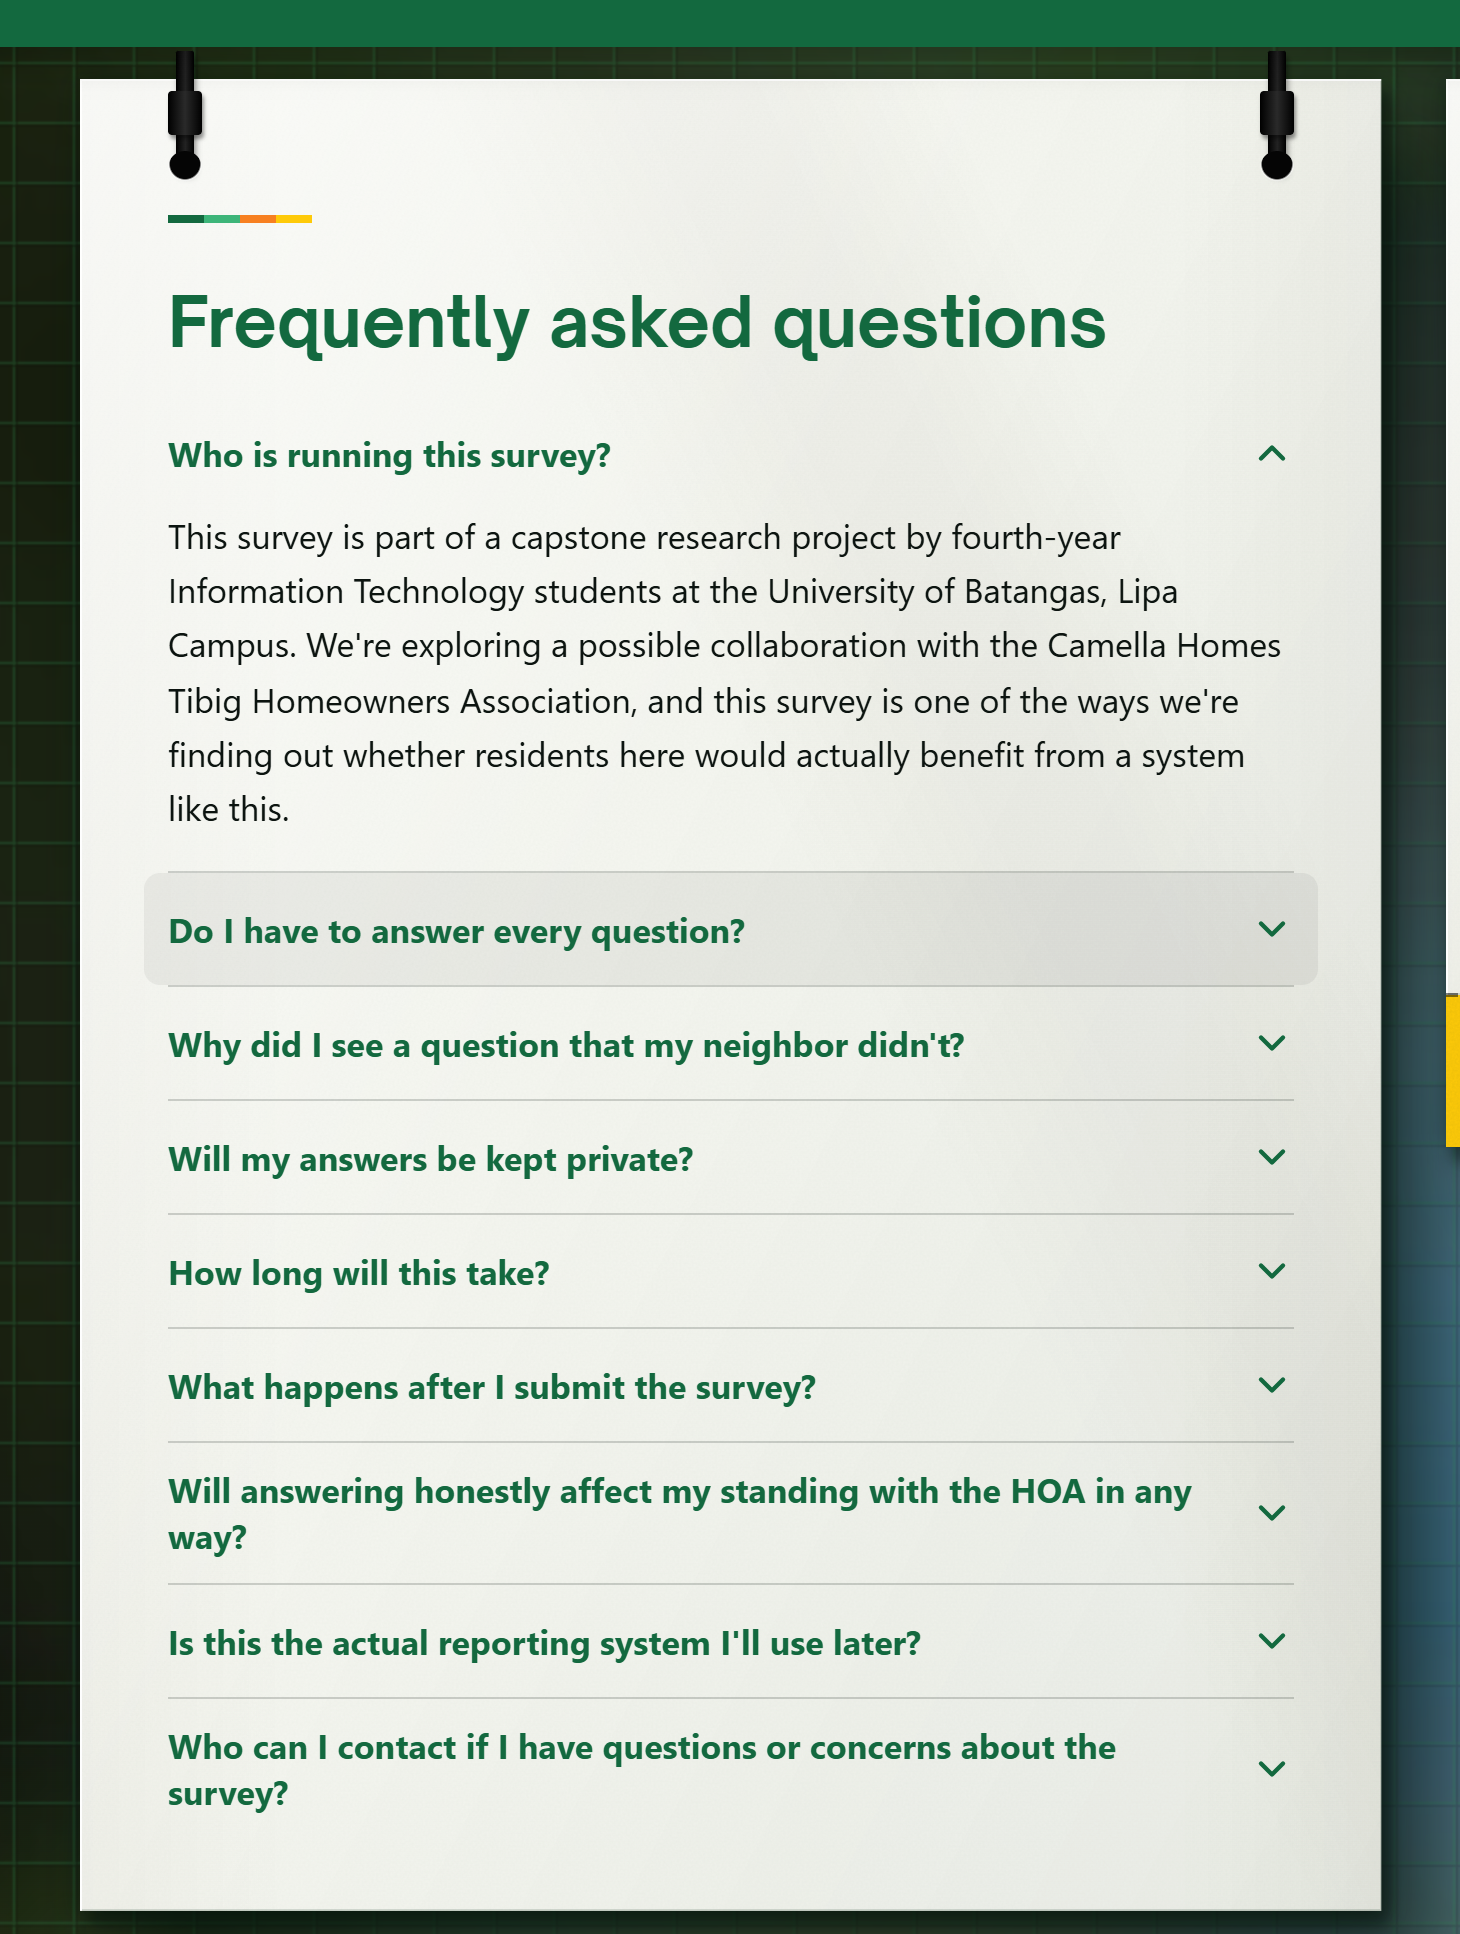 Frequently asked questions
Who is running this survey?
This survey is part of a capstone research project by fourth-year
Information Technology students at the University of Batangas, Lipa
Campus. We're exploring a possible collaboration with the Camella Homes
Tibig Homeowners Association, and this survey is one of the ways we're
finding out whether residents here would actually benefit from a system
like this.
Do I have to answer every question?
Why did I see a question that my neighbor didn't?
Will my answers be kept private?
How long will this take?
What happens after I submit the survey?
Will answering honestly affect my standing with the HOA in any
way?
Is this the actual reporting system I'll use later?
Who can I contact if I have questions or concerns about the
survey?